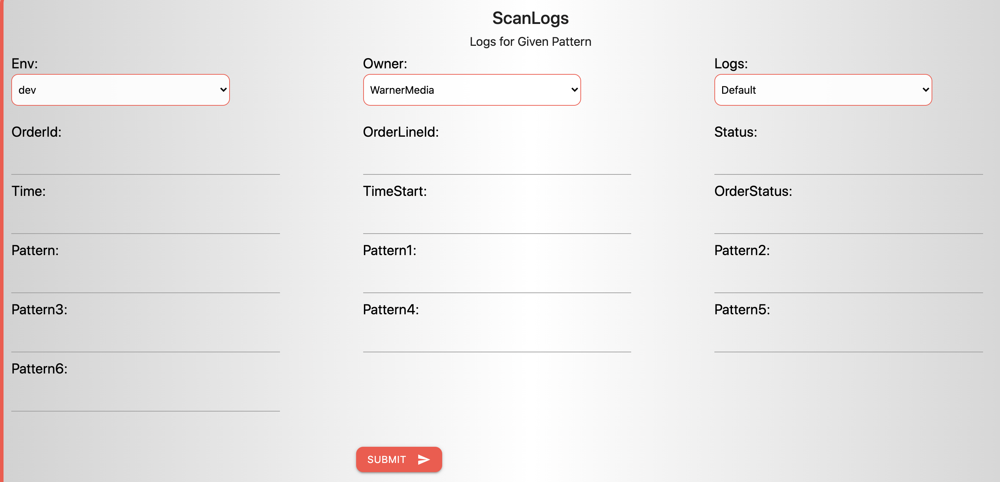 ScanLogs
Logs for Given Pattern
Env: Owner: Logs:
dev WarnerMedia Default
OrderId: OrderLineId: Status:
Time: TimeStart: OrderStatus:
Pattern: Pattern1: Pattern2:
Pattern3: Pattern4: Pattern5:
Pattern6:
SUBMIT